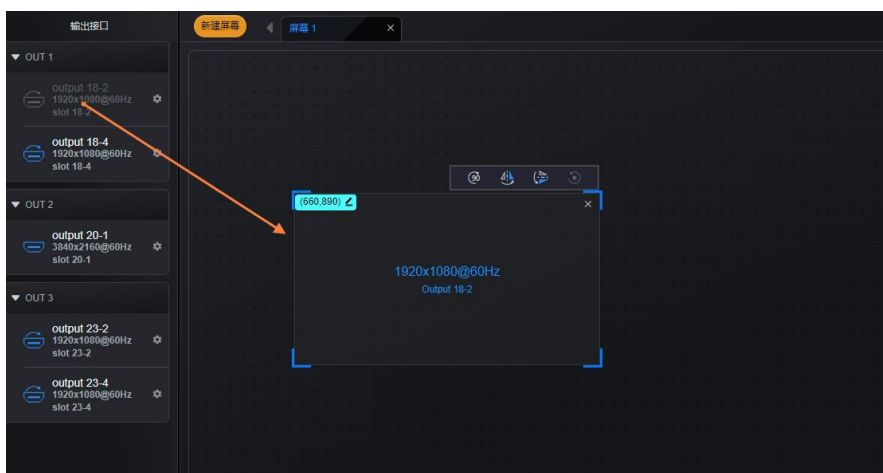 输出接口
新建屏幕
屏幕 1
OUT 1
output 18-2
1920x1080@60Hz
slot 18-2
output 18-4
1920x1080@60Hz
slot 18-4
OUT 2
output 20-1
3840x2160@60Hz
slot 20-1
OUT 3
output 23-2
1920x1080@60Hz
slot 23-2
output 23-4
1920x1080@60Hz
slot 23-4
90
(660,890)
1920x1080@60Hz
Output 18-2